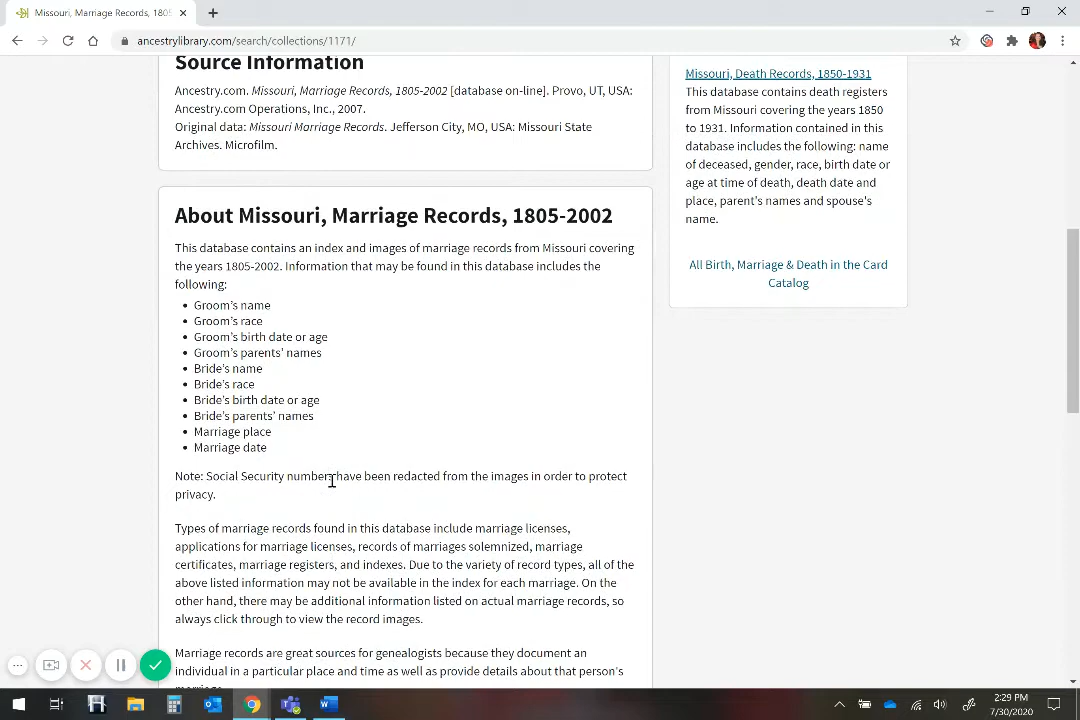 Missouri, Marriage Records, 1805
ancestrylibrary.com/search/collections/1171/
Source Information
Ancestry.com. Missouri, Marriage Records, 1805-2002 [database on-line]. Provo, UT, USA:
Ancestry.com Operations, Inc., 2007.
Original data: Missouri Marriage Records. Jefferson City, MO, USA: Missouri State
Archives. Microfilm.
About Missouri, Marriage Records, 1805-2002
This database contains an index and images of marriage records from Missouri covering
the years 1805-2002. Information that may be found in this database includes the
following:
• Groom's name
• Groom's race
• Groom's birth date or age
• Groom's parents' names
• Bride's name
• Bride's race
• Bride's birth date or age
• Bride's parents' names
• Marriage place
• Marriage date
Note: Social Security numbers have been redacted from the images in order to protect
privacy.
Types of marriage records found in this database include marriage licenses,
applications for marriage licenses, records of marriages solemnized, marriage
certificates, marriage registers, and indexes. Due to the variety of record types, all of the
above listed information may not be available in the index for each marriage. On the
other hand, there may be additional information listed on actual marriage records, so
always click through to view the record images.
Marriage records are great sources for genealogists because they document an
individual in a particular place and time as well as provide details about that person's
marriage.
Missouri, Death Records, 1850-1931
This database contains death registers
from Missouri covering the years 1850
to 1931. Information contained in this
database includes the following: name
of deceased, gender, race, birth date or
age at time of death, death date and
place, parent's names and spouse's
name.
All Birth, Marriage & Death in the Card
Catalog
2:29 PM
7/30/2020